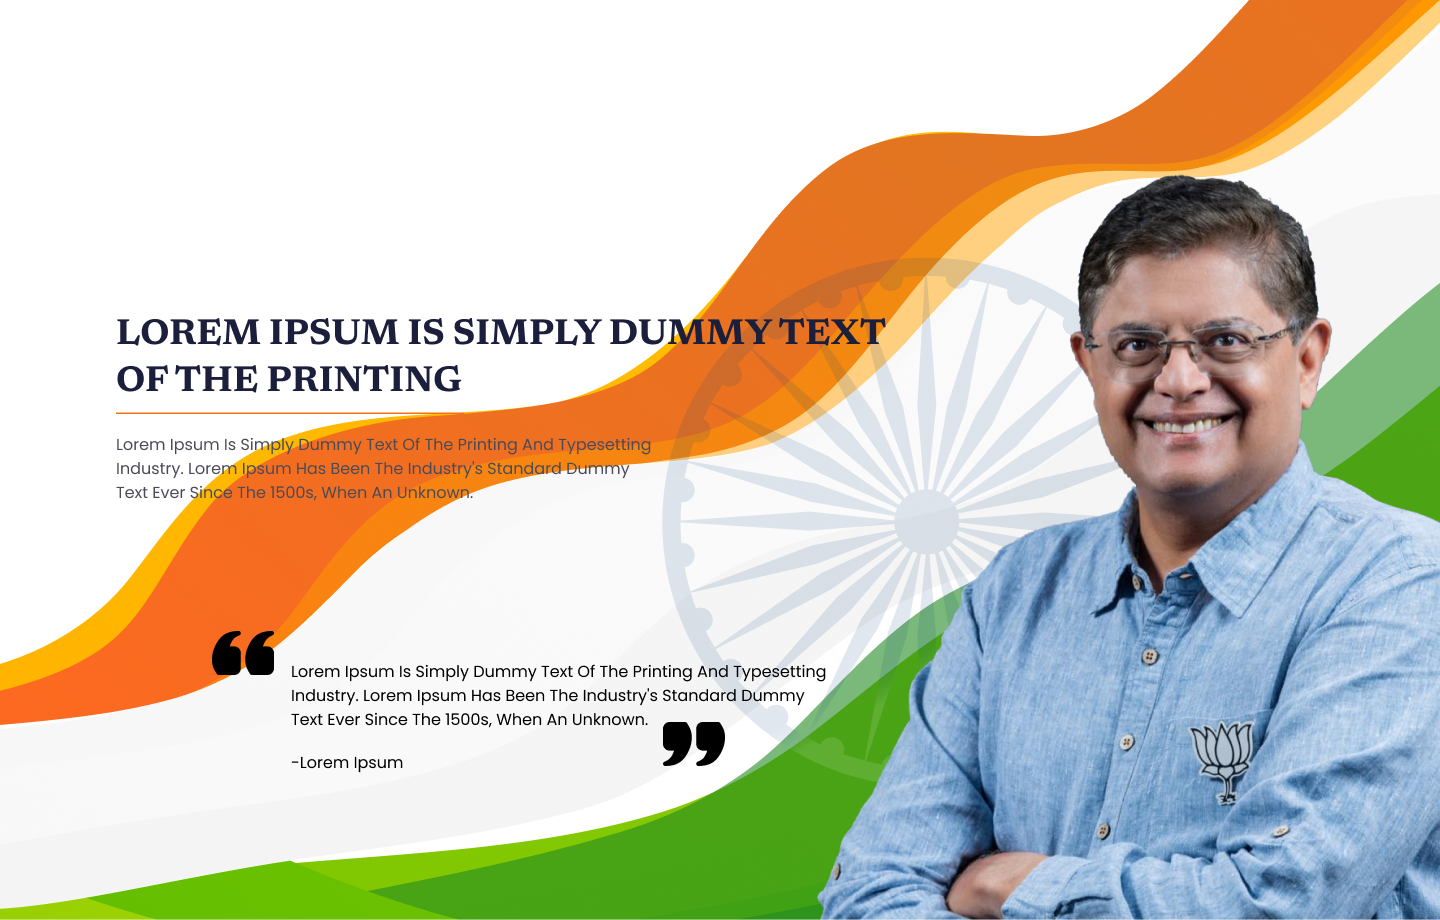 LOREM IPSUM IS SIMPLY DUMMY TEXT
OF THE PRINTING
Lorem Ipsum Is Simply Dummy Text Of The Printing And Typesetting
Industry. Lorem Ipsum Has Been The Industry's Standard Dummy
Text Ever Since The 1500s, When An Unknown.
❝
Lorem Ipsum Is Simply Dummy Text Of The Printing And Typesetting
Industry. Lorem Ipsum Has Been The Industry's Standard Dummy
Text Ever Since The 1500s, When An Unknown.
❞
-Lorem Ipsum